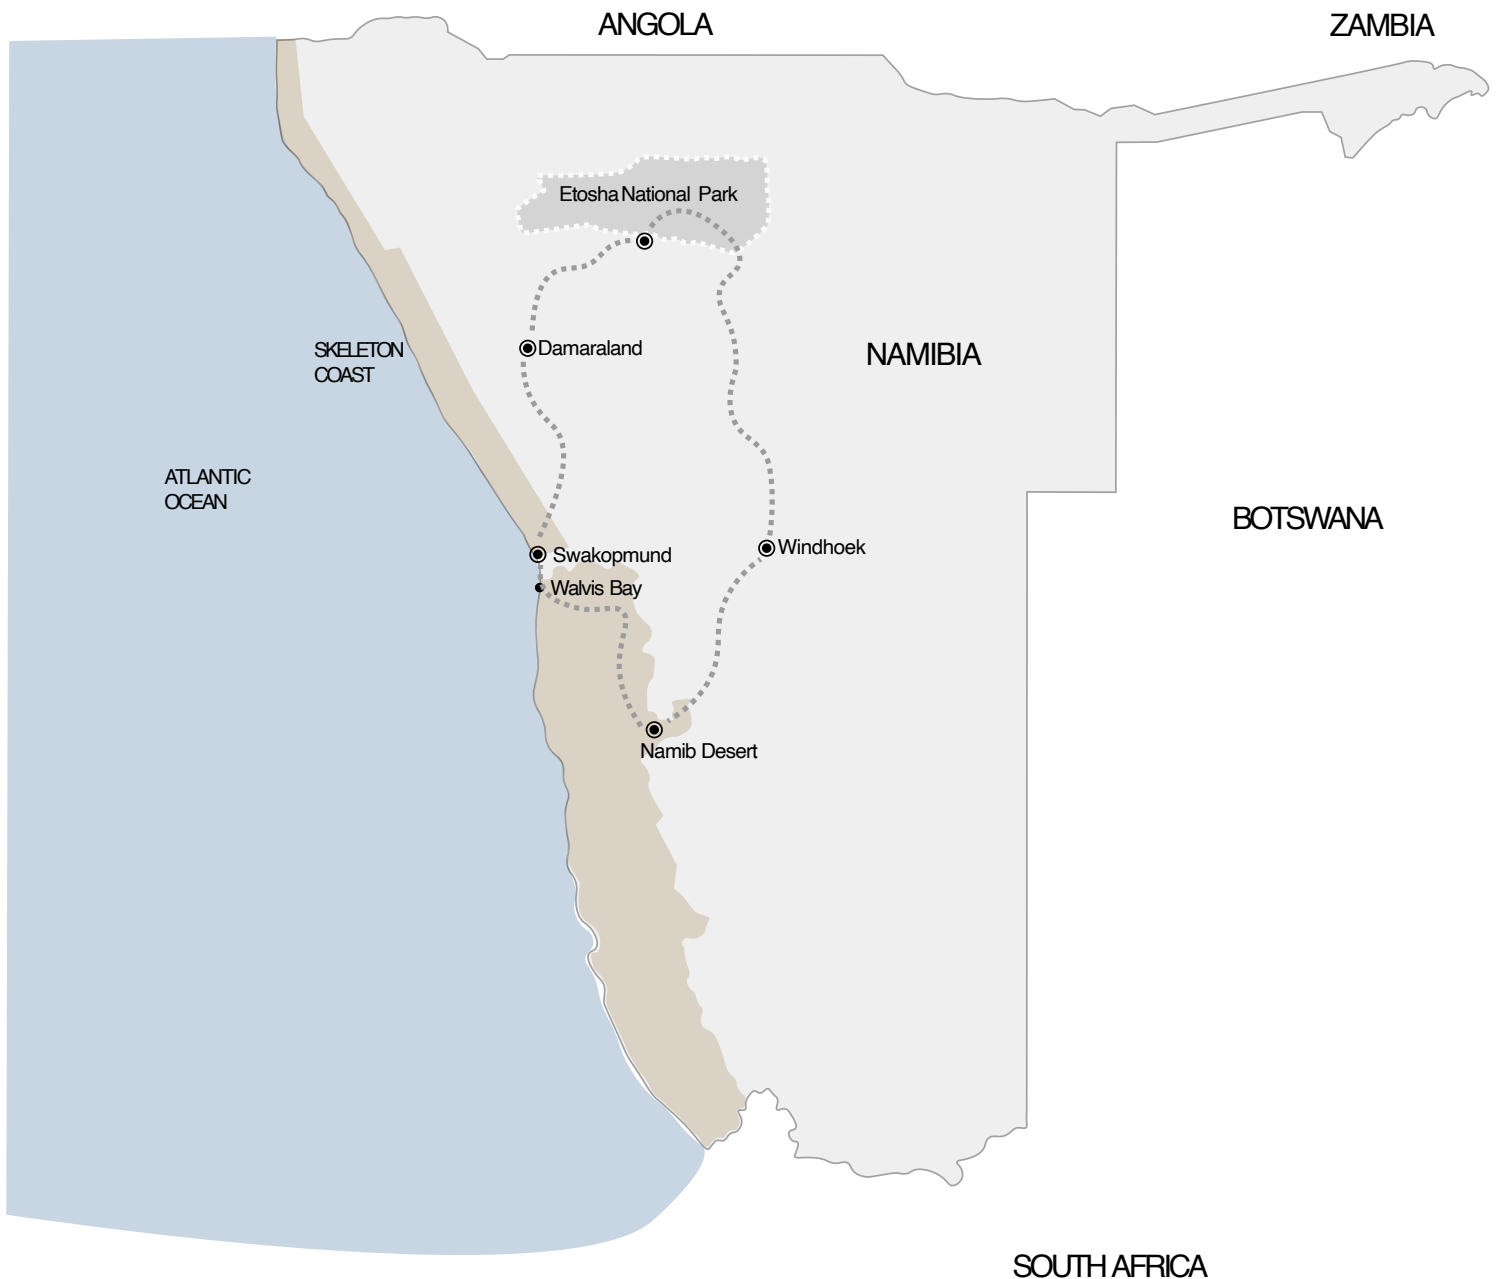 ANGOLA
ZAMBIA
Etosha National Park
SKELETON
COAST
Damaraland
NAMIBIA
ATLANTIC
OCEAN
BOTSWANA
Swakopmund
Windhoek
Walvis Bay
Namib Desert
SOUTH AFRICA